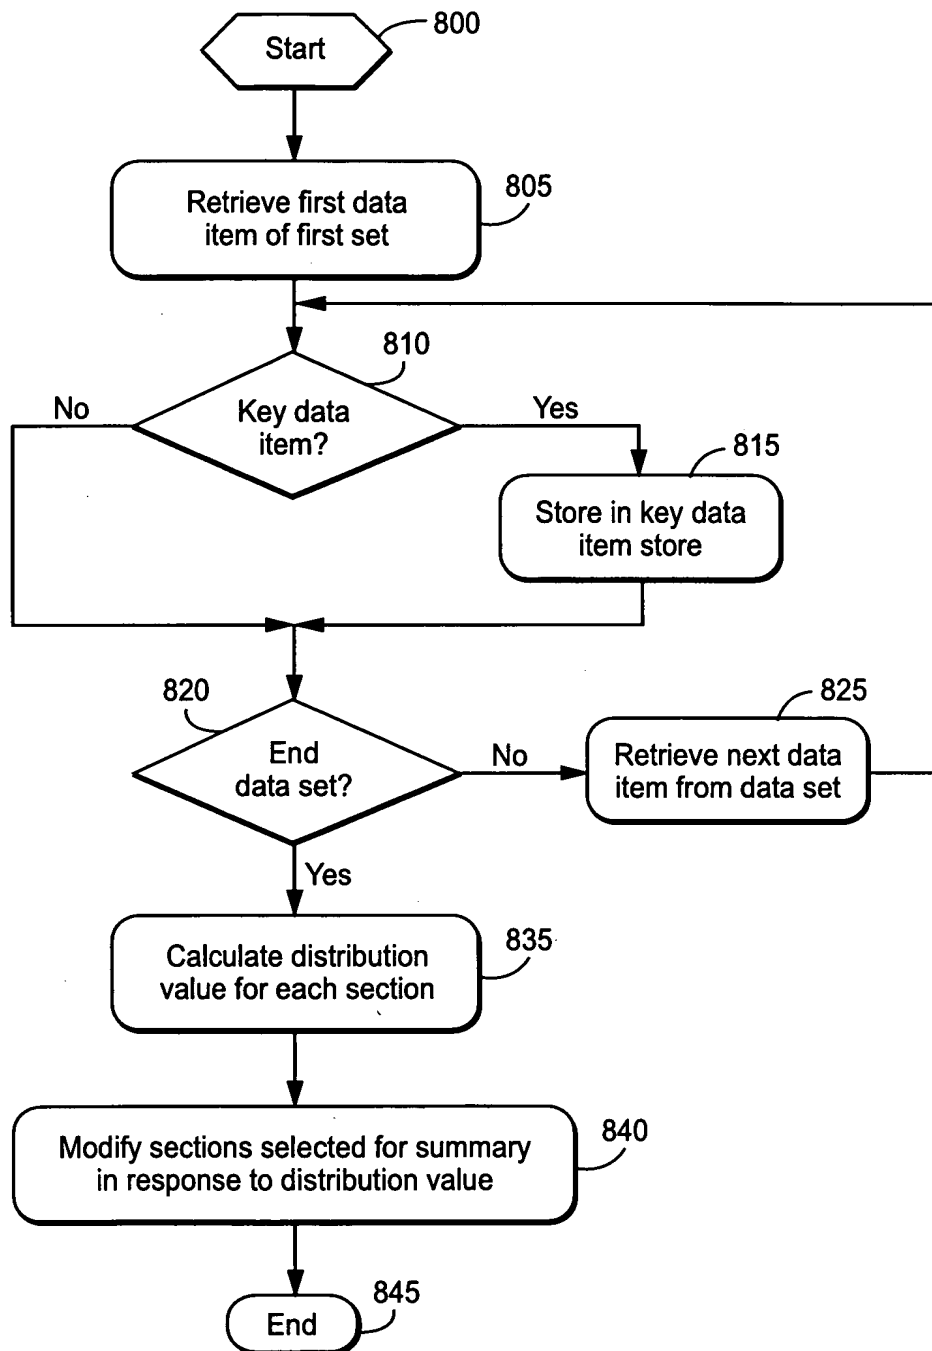 Start
800
Retrieve first data
item of first set
805
Key data
item?
810
No
Yes
Store in key data
item store
815
End
data set?
820
No
Retrieve next data
item from data set
825
Yes
Calculate distribution
value for each section
835
Modify sections selected for summary
in response to distribution value
840
End
845